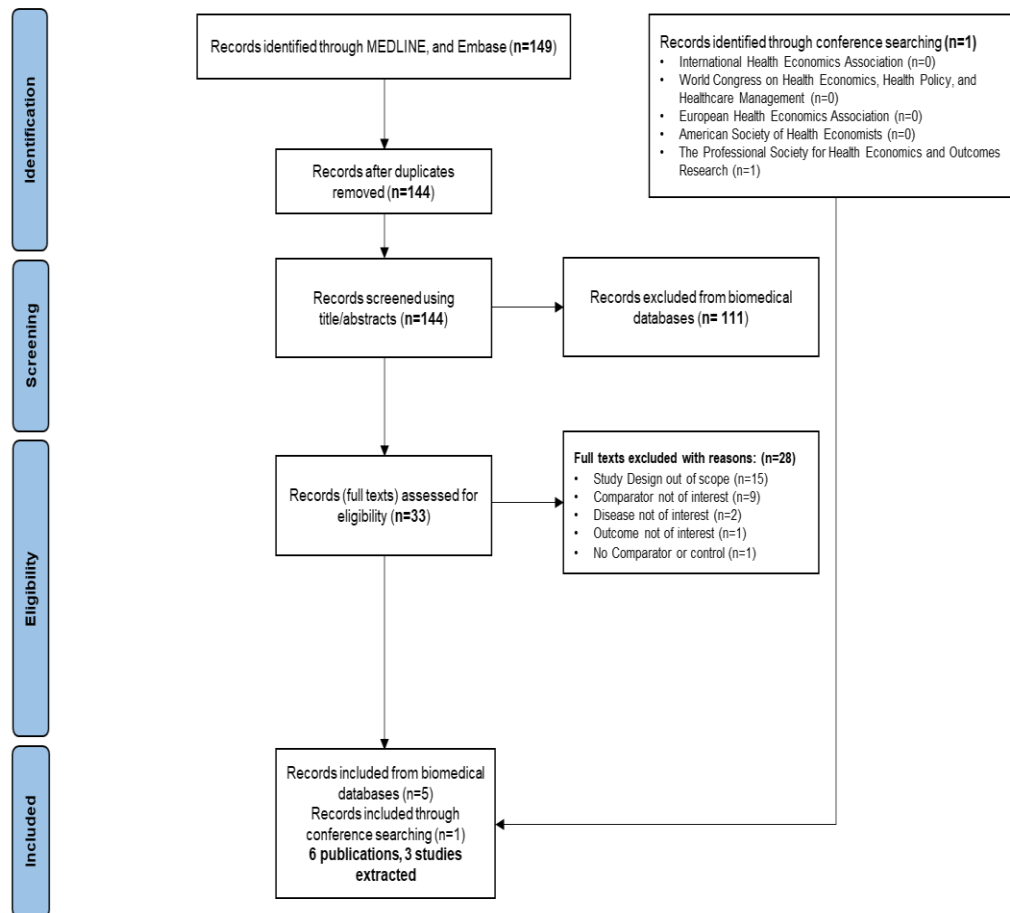 Identification
Records identified through MEDLINE, and Embase (n=149)
Records identified through conference searching (n=1)
• International Health Economics Association (n=0)
• World Congress on Health Economics, Health Policy, and
Healthcare Management (n=0)
• European Health Economics Association (n=0)
• American Society of Health Economists (n=0)
• The Professional Society for Health Economics and Outcomes
Research (n=1)
Records after duplicates
removed (n=144)
Screening
Records screened using
title/abstracts (n=144)
Records excluded from biomedical
databases (n= 111)
Eligibility
Records (full texts) assessed for
eligibility (n=33)
Full texts excluded with reasons: (n=28)
• Study Design out of scope (n=15)
• Comparator not of interest (n=9)
• Disease not of interest (n=2)
• Outcome not of interest (n=1)
• No Comparator or control (n=1)
Included
Records included from biomedical
databases (n=5)
Records included through
conference searching (n=1)
6 publications, 3 studies
extracted